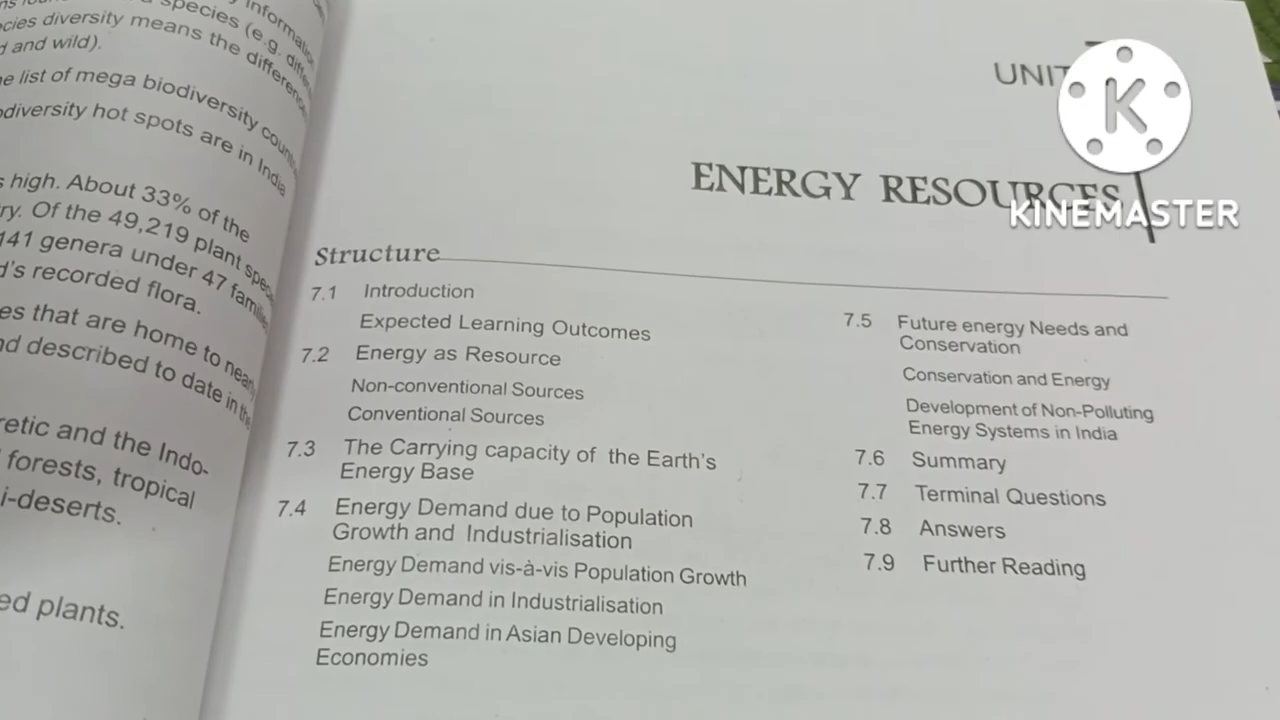 species (e.g.
cies diversity means the
d and wild).
e list of mega biodiversity
diversity hot spots are in India
s high. About 33% of the
ry. Of the 49,219 plant
141 genera under 47
d's recorded flora.
es that are home to nearly
nd described to date in the
retic and the Indo-
forests, tropical
i-deserts.
ed plants.
UNIT
ENERGY RESOURCES
Structure
7.1 Introduction
Expected Learning Outcomes
7.2 Energy as Resource
Non-conventional Sources
Conventional Sources
7.3 The Carrying capacity of the Earth's
Energy Base
7.4 Energy Demand due to Population
Growth and Industrialisation
Energy Demand vis-à-vis Population Growth
Energy Demand in Industrialisation
Energy Demand in Asian Developing
Economies
7.5 Future energy Needs and
Conservation
Conservation and Energy
Development of Non-Polluting
Energy Systems in India
7.6 Summary
7.7 Terminal Questions
7.8 Answers
7.9 Further Reading
K
KINEMASTER